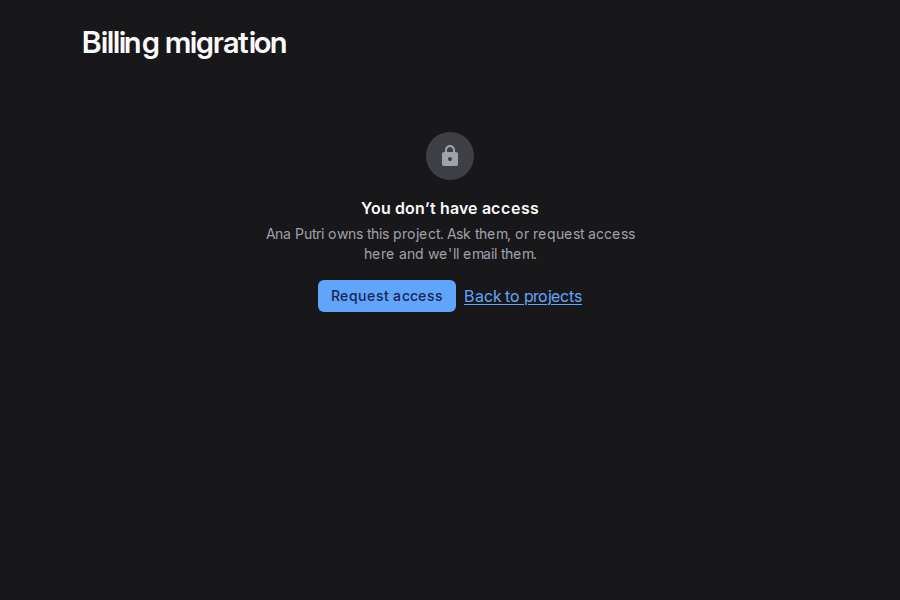 Billing migration
You don’t have access
Ana Putri owns this project. Ask them, or request access
here and we'll email them.
Request access
Back to projects